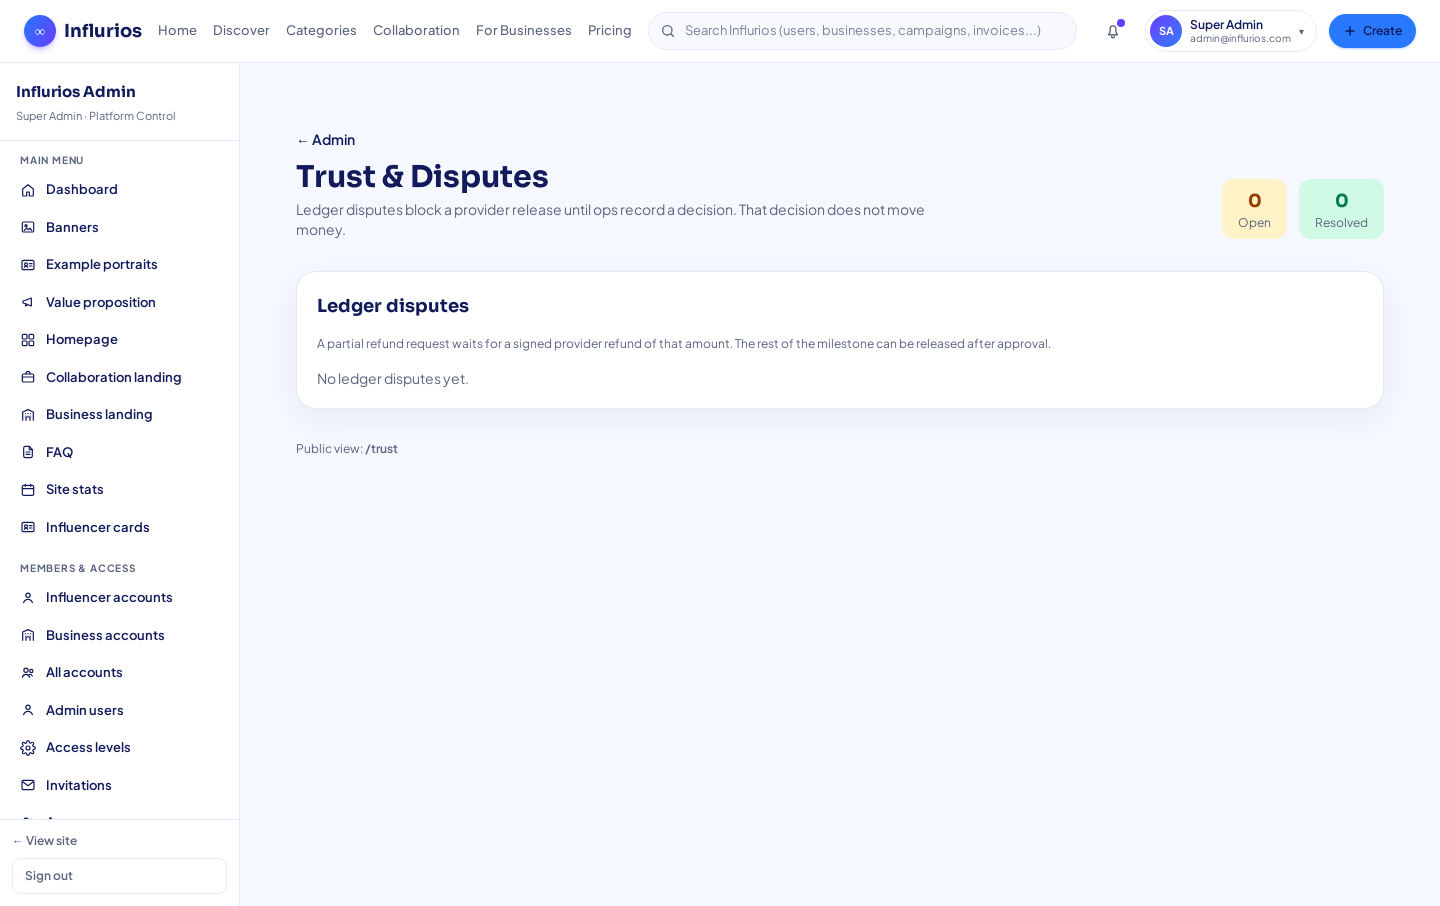 ∞ Influrios Home Discover Categories Collaboration For Businesses Pricing Search Influrios (users, businesses, campaigns, invoices...) SA Super Admin ▾ + Create
admin@influrios.com
Influrios Admin
Super Admin · Platform Control
MAIN MENU
Dashboard
Banners
Example portraits
Value proposition
Homepage
Collaboration landing
Business landing
FAQ
Site stats
Influencer cards
MEMBERS & ACCESS
Influencer accounts
Business accounts
All accounts
Admin users
Access levels
Invitations
← View site
Sign out
← Admin
Trust & Disputes
Ledger disputes block a provider release until ops record a decision. That decision does not move
money.
0
Open
0
Resolved
Ledger disputes
A partial refund request waits for a signed provider refund of that amount. The rest of the milestone can be released after approval.
No ledger disputes yet.
Public view: /trust